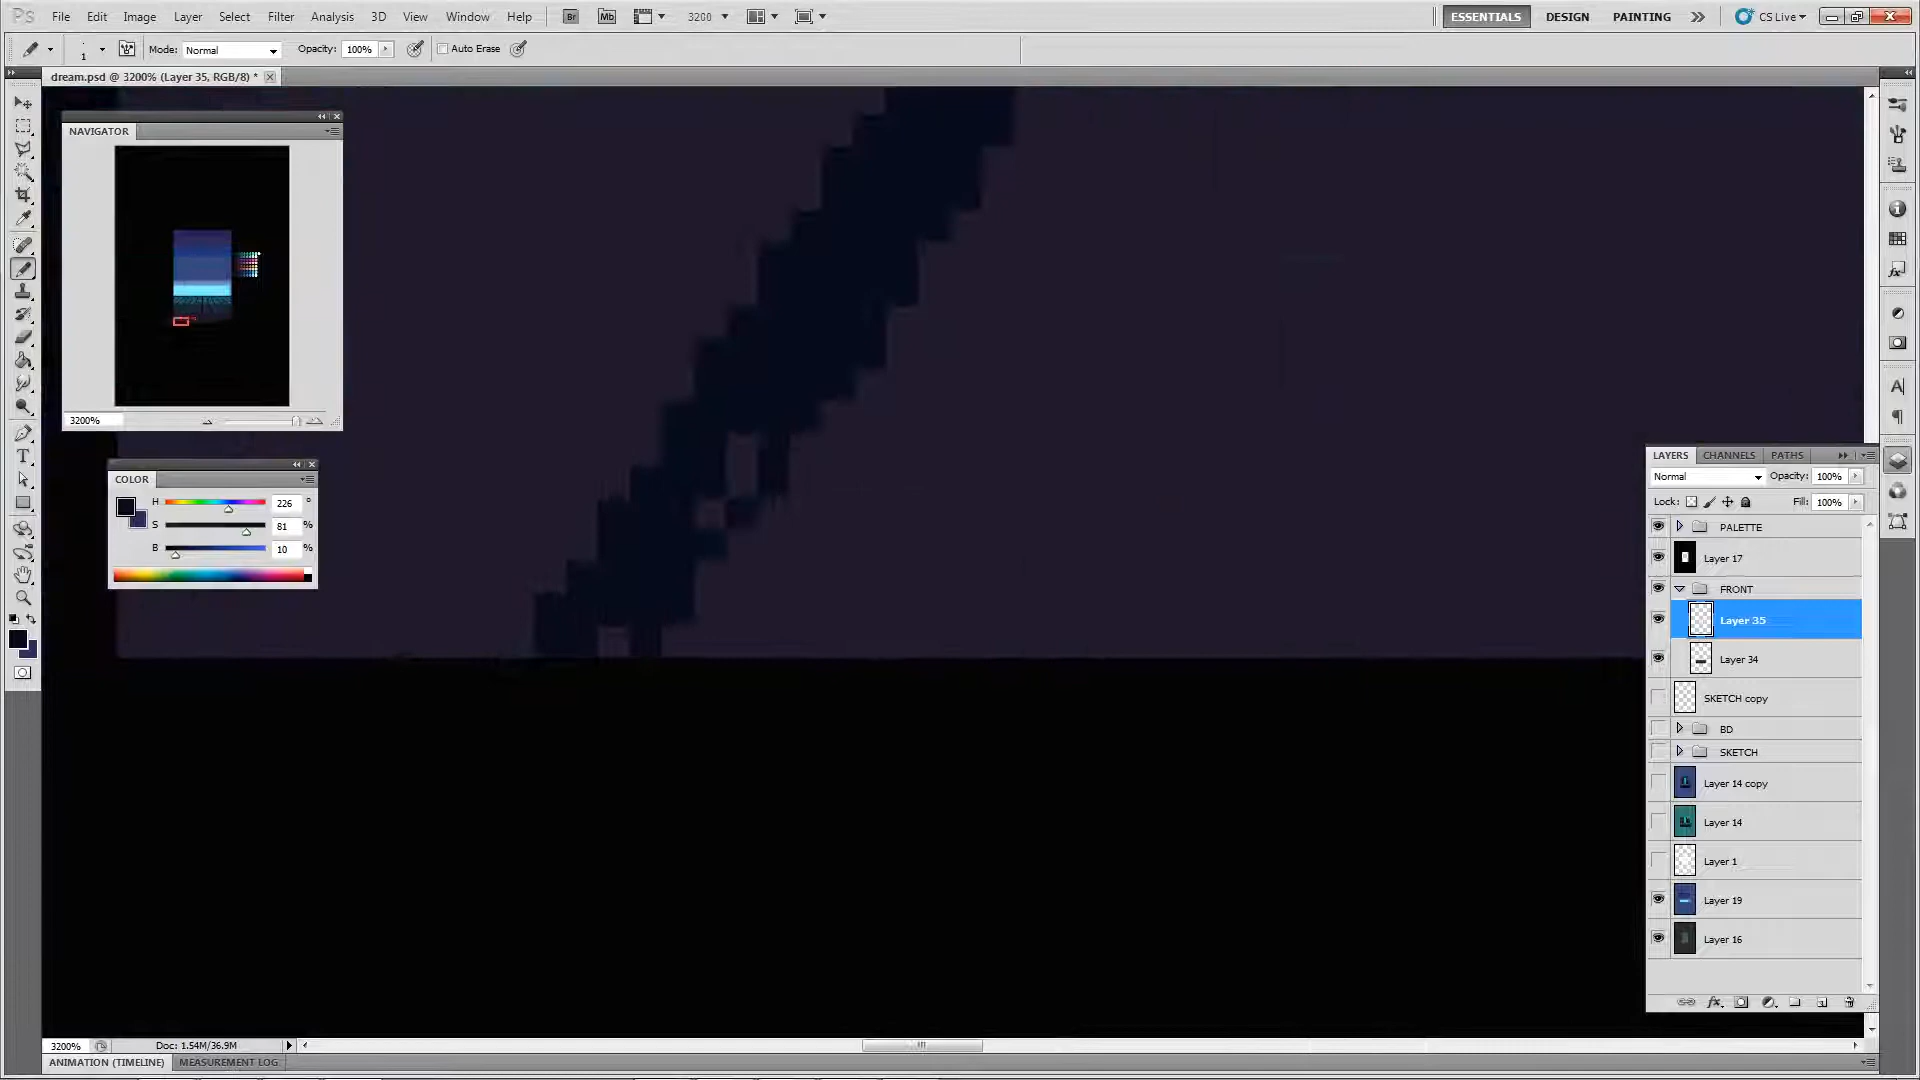 Ps File Edit Image Layer Select Filter Analysis 3D View Window Help Br Mb 3200 ESSENTIALS DESIGN PAINTING CS Live
1 Mode: Normal Opacity: 100% Auto Erase
dream.psd @ 3200% (Layer 35, RGB/8) *
NAVIGATOR
3200%
COLOR
H 226 °
S 81 %
B 10 %
LAYERS CHANNELS PATHS
Normal Opacity: 100%
Lock: Fill: 100%
PALETTE
Layer 17
FRONT
Layer 35
Layer 34
SKETCH copy
BD
SKETCH
Layer 14 copy
Layer 14
Layer 1
Layer 19
Layer 16
3200% Doc: 1.54M/36.9M
ANIMATION (TIMELINE) MEASUREMENT LOG